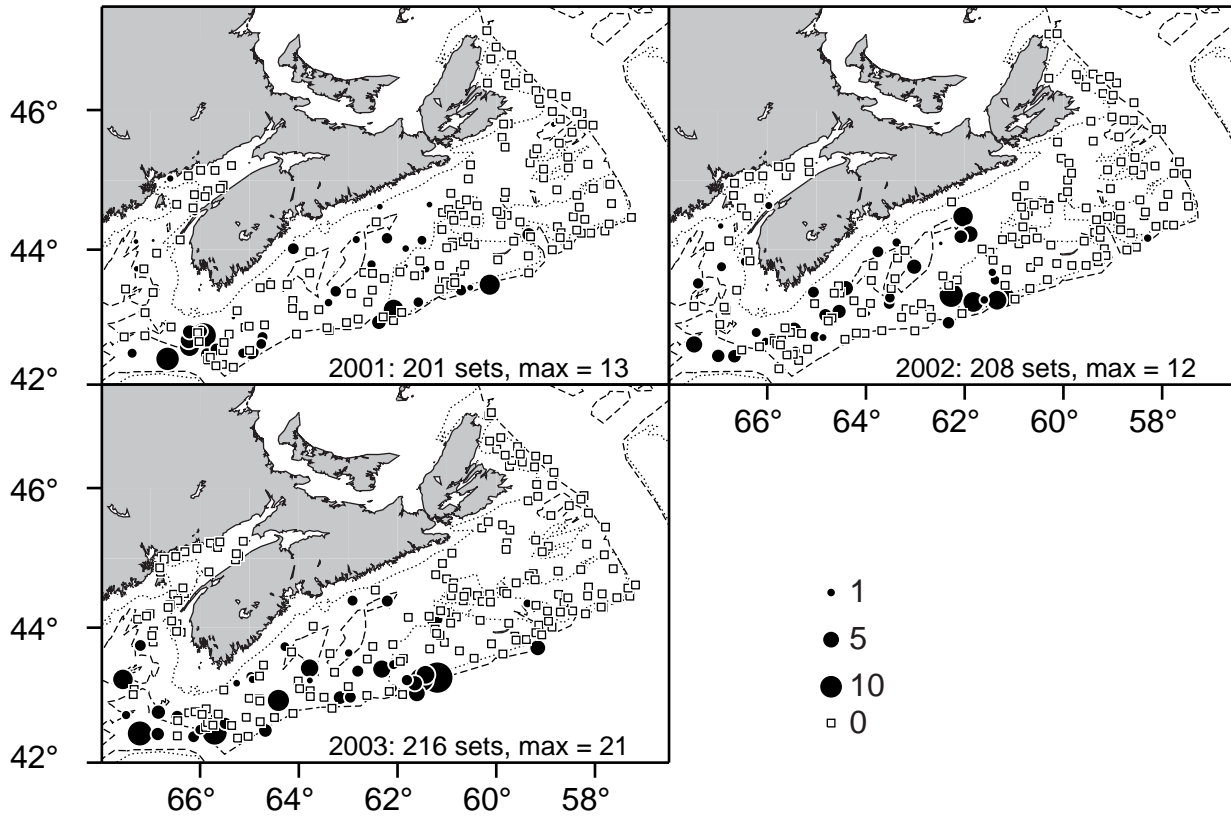 46°
44°
42°
2001: 201 sets, max = 13
2002: 208 sets, max = 12
66° 64° 62° 60° 58°
46°
44°
42°
2003: 216 sets, max = 21
66° 64° 62° 60° 58°
1
5
10
0